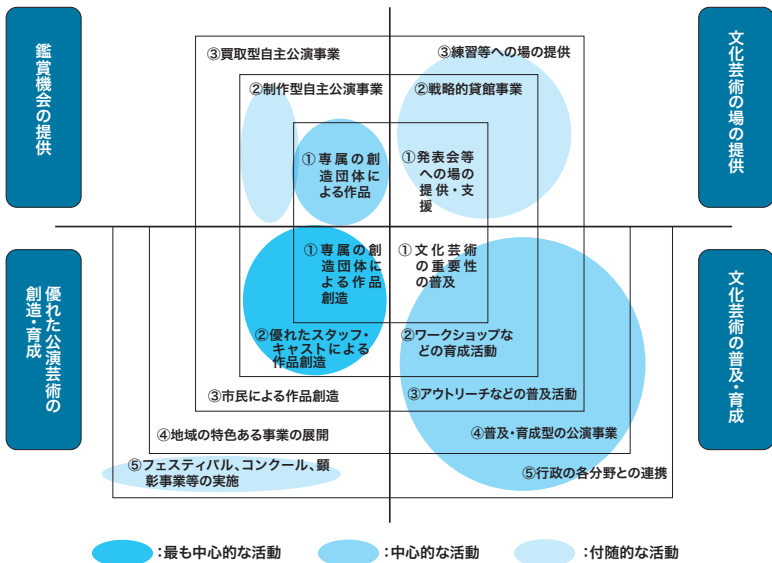 鑑賞機会の提供
③買取型自主公演事業
②制作型自主公演事業
①専属の創
造団体に
よる作品
③練習等への場の提供
②戦略的貸館事業
①発表会等
への場の
提供・支
援
文化芸術の場の提供
優れた公演芸術の
創造・育成
①専属の創
造団体に
よる作品
創造
②優れたスタッフ・
キャストによる
作品創造
③市民による作品創造
④地域の特色ある事業の展開
⑤フェスティバル、コンクール、顕
彰事業等の実施
①文化芸術
の重要性
の普及
②ワークショップな
どの育成活動
③アウトリーチなどの普及活動
④普及・育成型の公演事業
⑤行政の各分野との連携
文化芸術の普及・育成
:最も中心的な活動
:中心的な活動
:付随的な活動